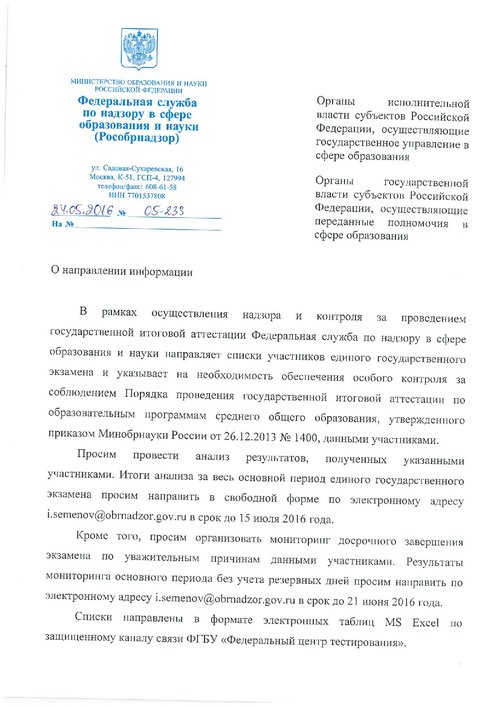 МИНИСТЕРСТВО ОБРАЗОВАНИЯ И НАУКИ
РОССИЙСКОЙ ФЕДЕРАЦИИ
Федеральная служба
по надзору в сфере
образования и науки
(Рособрнадзор)
ул. Садовая-Сухаревская, 16
Москва, К-51, ГСП-4, 127994
телефон/факс: 608-61-58
ИНН 7701537808
24.05.2016 № 05-233
На №
Органы исполнительной
власти субъектов Российской
Федерации, осуществляющие
государственное управление в
сфере образования
Органы государственной
власти субъектов Российской
Федерации, осуществляющие
переданные полномочия в
сфере образования
О направлении информации
В рамках осуществления надзора и контроля за проведением
государственной итоговой аттестации Федеральная служба по надзору в сфере
образования и науки направляет списки участников единого государственного
экзамена и указывает на необходимость обеспечения особого контроля за
соблюдением Порядка проведения государственной итоговой аттестации по
образовательным программам среднего общего образования, утвержденного
приказом Минобрнауки России от 26.12.2013 № 1400, данными участниками.
Просим провести анализ результатов, полученных указанными
участниками. Итоги анализа за весь основной период единого государственного
экзамена просим направить в свободной форме по электронному адресу
i.semenov@obrnadzor.gov.ru в срок до 15 июля 2016 года.
Кроме того, просим организовать мониторинг досрочного завершения
экзамена по уважительным причинам данными участниками. Результаты
мониторинга основного периода без учета резервных дней просим направить по
электронному адресу i.semenov@obrnadzor.gov.ru в срок до 21 июня 2016 года.
Списки направлены в формате электронных таблиц MS Excel по
защищенному каналу связи ФГБУ «Федеральный центр тестирования».